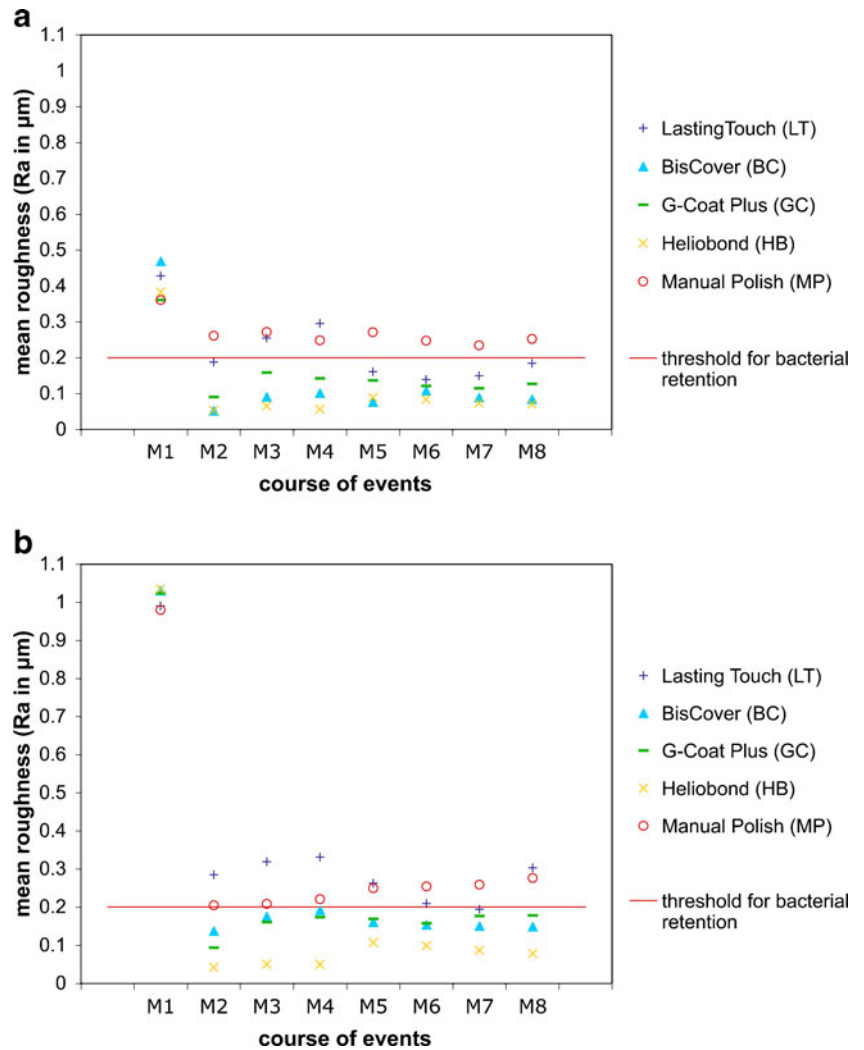 a
1.1
1
0.9
0.8
0.7
0.6
0.5
0.4
0.3
0.2
0.1
0
mean roughness (Ra in µm)
M1 M2 M3 M4 M5 M6 M7 M8
course of events
LastingTouch (LT)
BisCover (BC)
G-Coat Plus (GC)
Heliobond (HB)
Manual Polish (MP)
threshold for bacterial
retention
b
1.1
1
0.9
0.8
0.7
0.6
0.5
0.4
0.3
0.2
0.1
0
mean roughness (Ra in µm)
M1 M2 M3 M4 M5 M6 M7 M8
course of events
Lasting Touch (LT)
BisCover (BC)
G-Coat Plus (GC)
Heliobond (HB)
Manual Polish (MP)
threshold for bacterial
retention